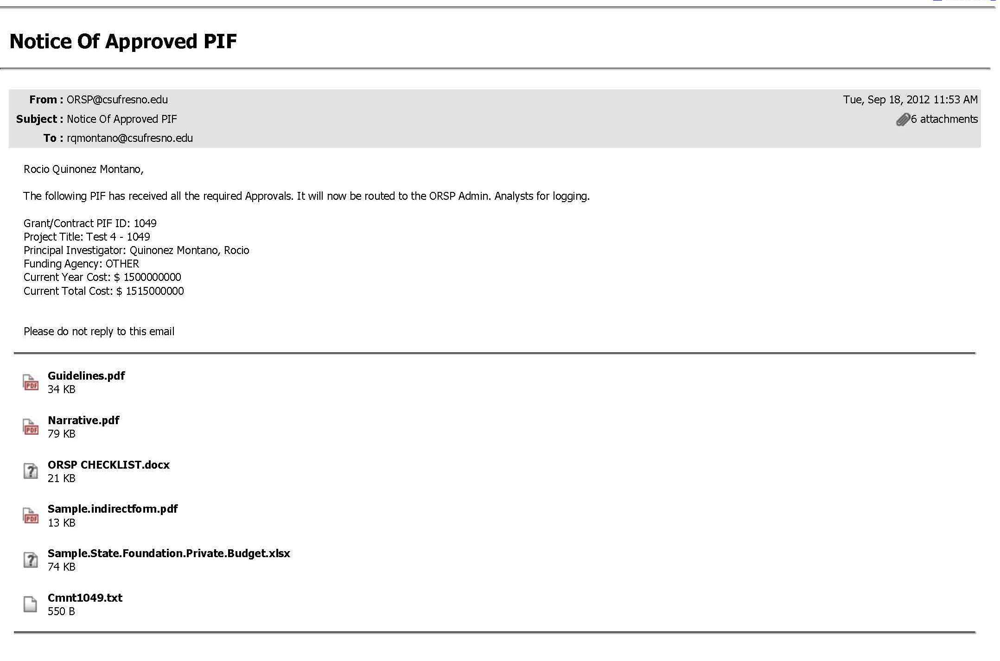 Notice Of Approved PIF
From : ORSP@csufresno.edu Tue, Sep 18, 2012 11:53 AM
Subject : Notice Of Approved PIF 6 attachments
To : rqmontano@csufresno.edu
Rocio Quinonez Montano,
The following PIF has received all the required Approvals. It will now be routed to the ORSP Admin. Analysts for logging.
Grant/Contract PIF ID: 1049
Project Title: Test 4 - 1049
Principal Investigator: Quinonez Montano, Rocio
Funding Agency: OTHER
Current Year Cost: $ 1500000000
Current Total Cost: $ 1515000000
Please do not reply to this email
PDF Guidelines.pdf
34 KB
PDF Narrative.pdf
79 KB
? ORSP CHECKLIST.docx
21 KB
PDF Sample.indirectform.pdf
13 KB
? Sample.State.Foundation.Private.Budget.xlsx
74 KB
Cmnt1049.txt
550 B